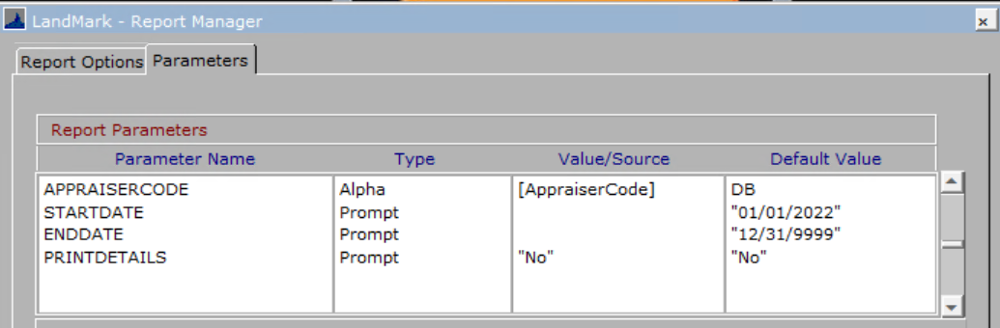 LandMark - Report Manager
Report Options Parameters
Report Parameters
Parameter Name Type Value/Source Default Value
APPRAISERCODE Alpha [AppraiserCode] DB
STARTDATE Prompt "01/01/2022"
ENDDATE Prompt "12/31/9999"
PRINTDETAILS Prompt "No" "No"